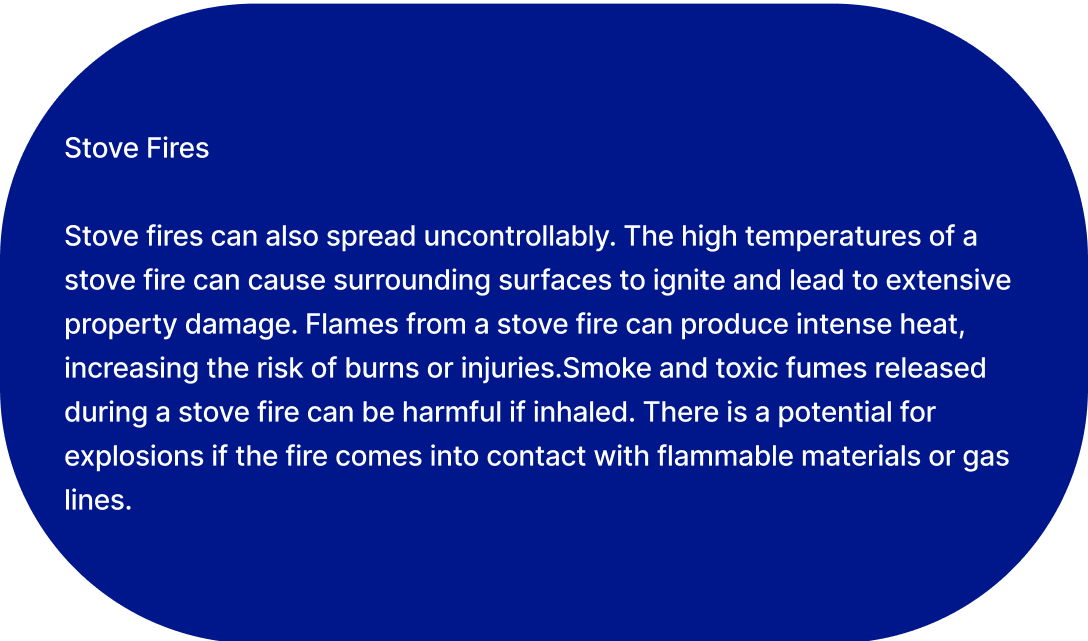 Stove Fires
Stove fires can also spread uncontrollably. The high temperatures of a
stove fire can cause surrounding surfaces to ignite and lead to extensive
property damage. Flames from a stove fire can produce intense heat,
increasing the risk of burns or injuries.Smoke and toxic fumes released
during a stove fire can be harmful if inhaled. There is a potential for
explosions if the fire comes into contact with flammable materials or gas
lines.